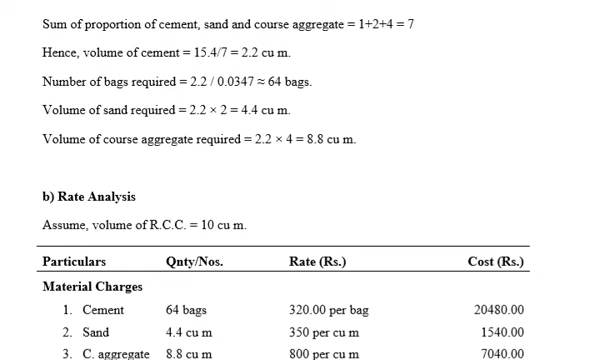 Sum of proportion of cement, sand and course aggregate = 1+2+4 = 7
Hence, volume of cement = 15.4/7 = 2.2 cu m.
Number of bags required = 2.2 / 0.0347 ≈ 64 bags.
Volume of sand required = 2.2 × 2 = 4.4 cu m.
Volume of course aggregate required = 2.2 × 4 = 8.8 cu m.
b) Rate Analysis
Assume, volume of R.C.C. = 10 cu m.
Particulars Qnty/Nos. Rate (Rs.) Cost (Rs.)
Material Charges
1. Cement 64 bags 320.00 per bag 20480.00
2. Sand 4.4 cu m 350 per cu m 1540.00
3. C. aggregate 8.8 cu m 800 per cu m 7040.00